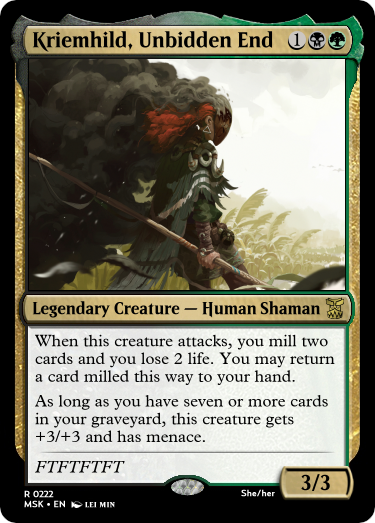 Kriemhild, Unbidden End 1
Legendary Creature — Human Shaman
When this creature attacks, you mill two
cards and you lose 2 life. You may return
a card milled this way to your hand.
As long as you have seven or more cards
in your graveyard, this creature gets
+3/+3 and has menace.
FTFTFTFT
3/3
R 0222
MSK • EN LEI MIN
She/her